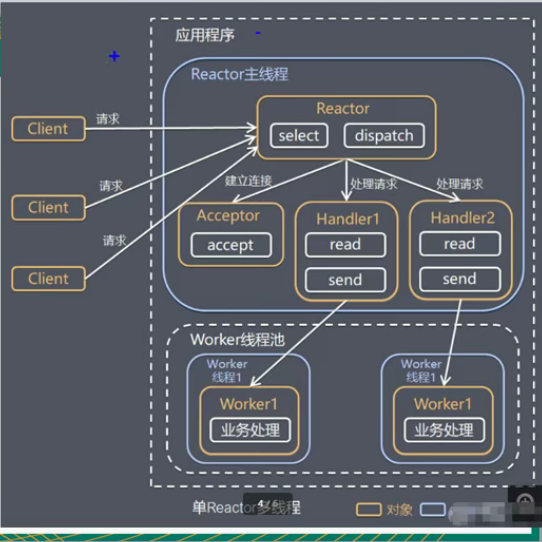 应用程序
-
+
Reactor主线程
Reactor
select
dispatch
Client
请求
Client
请求
Client
请求
建立连接
处理请求
处理请求
Acceptor
accept
Handler1
read
send
Handler2
read
send
Worker线程池
Worker
线程1
Worker1
业务处理
Worker
线程1
Worker1
业务处理
单Reactor多线程
对象